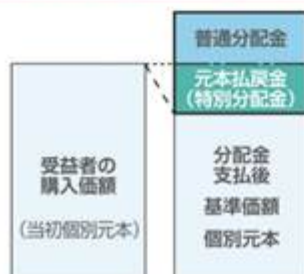 普通分配金
元本払戻金
(特別分配金)
受益者の
購入価額
(当初個別元本)
分配金
支払後
基準価額
個別元本